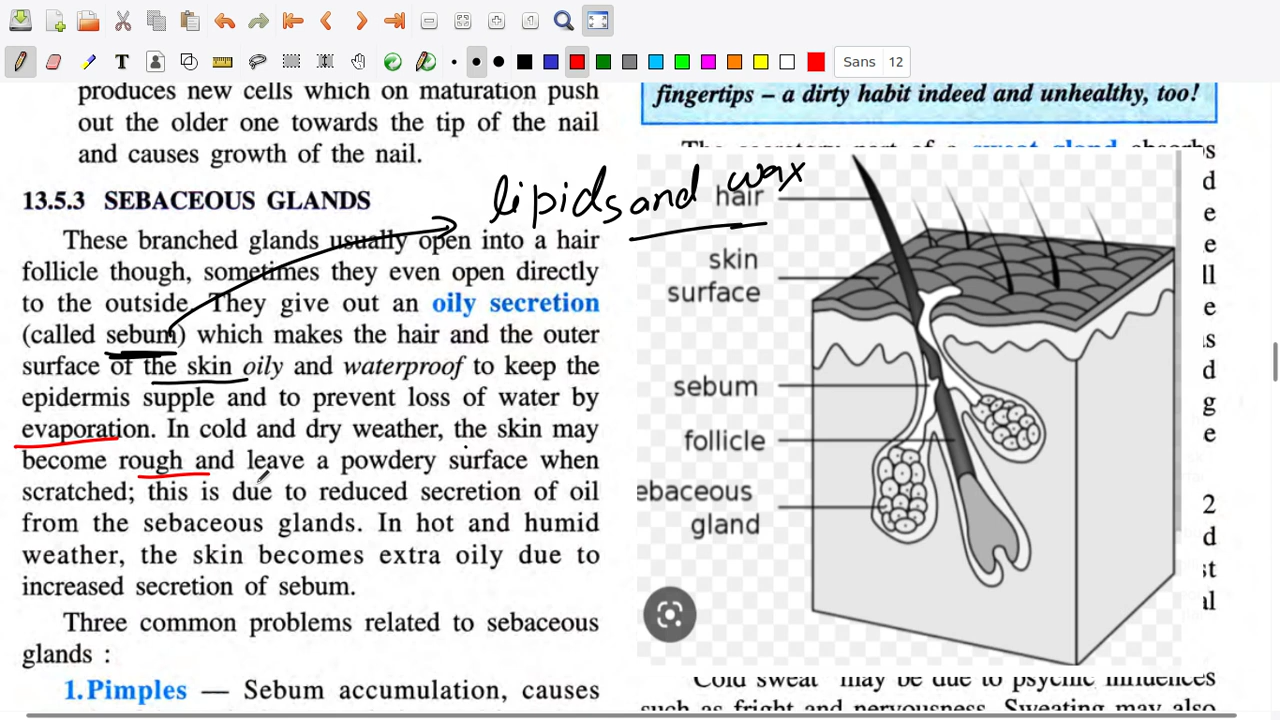 Sans 12
produces new cells which on maturation push
out the older one towards the tip of the nail
and causes growth of the nail.
13.5.3 SEBACEOUS GLANDS
lipids and wax
These branched glands usually open into a hair
follicle though, sometimes they even open directly
to the outside. They give out an oily secretion
(called sebum) which makes the hair and the outer
surface of the skin oily and waterproof to keep the
epidermis supple and to prevent loss of water by
evaporation. In cold and dry weather, the skin may
become rough and leave a powdery surface when
scratched; this is due to reduced secretion of oil
from the sebaceous glands. In hot and humid
weather, the skin becomes extra oily due to
increased secretion of sebum.
Three common problems related to sebaceous
glands :
1. Pimples — Sebum accumulation, causes
fingertips – a dirty habit indeed and unhealthy, too!
hair
skin
surface
sebum
follicle
ebaceous
gland
"Cold sweat" may be due to psychic influences
such as fright and nervousness. Sweating may also